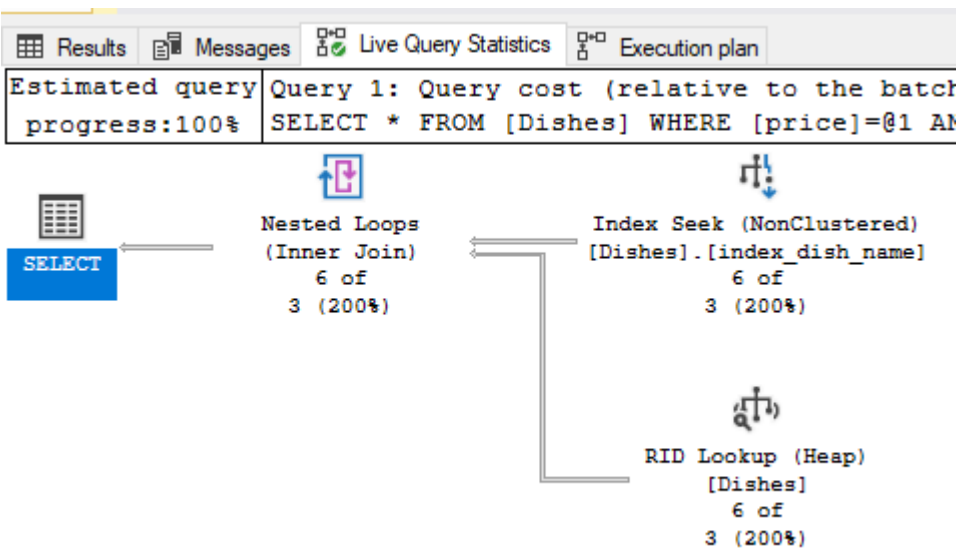 Results Messages Live Query Statistics Execution plan
Estimated query
progress:100%
Query 1: Query cost (relative to the batch
SELECT * FROM [Dishes] WHERE [price]=@1 AN
SELECT
Nested Loops
(Inner Join)
6 of
3 (200%)
Index Seek (NonClustered)
[Dishes].[index_dish_name]
6 of
3 (200%)
RID Lookup (Heap)
[Dishes]
6 of
3 (200%)